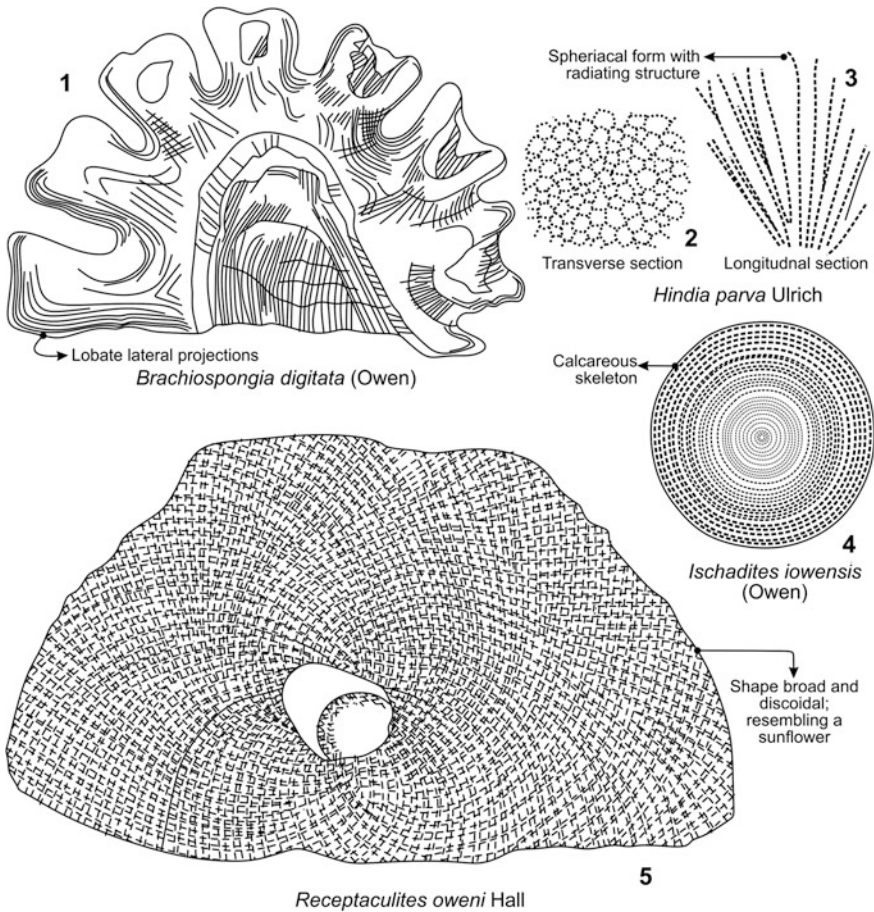 1
Lobate lateral projections
Brachiospongia digitata (Owen)
Spheriacal form with
radiating structure
3
2
Transverse section
Longitudnal section
Hindia parva Ulrich
Calcareous
skeleton
4
Ischadites iowensis
(Owen)
Shape broad and
discoidal;
resembling a
sunflower
5
Receptaculites oweni Hall